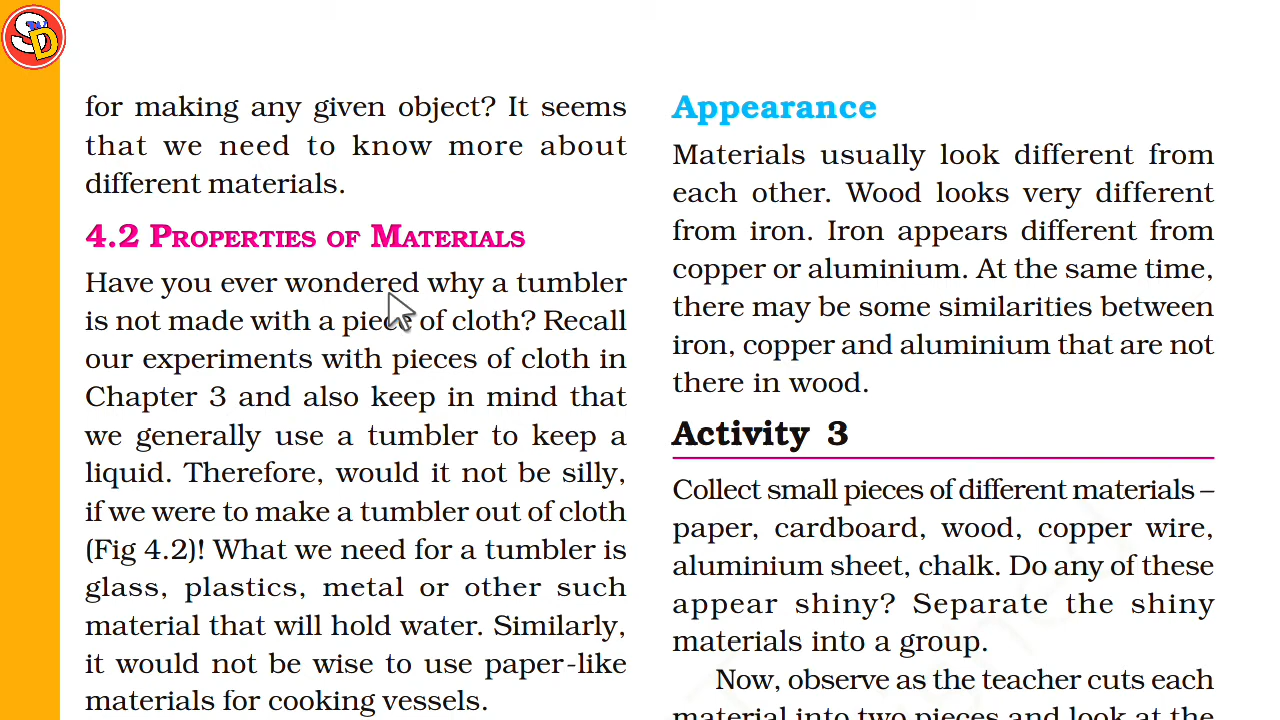 SD
for making any given object? It seems
that we need to know more about
different materials.
4.2 PROPERTIES OF MATERIALS
Have you ever wondered why a tumbler
is not made with a piece of cloth? Recall
our experiments with pieces of cloth in
Chapter 3 and also keep in mind that
we generally use a tumbler to keep a
liquid. Therefore, would it not be silly,
if we were to make a tumbler out of cloth
(Fig 4.2)! What we need for a tumbler is
glass, plastics, metal or other such
material that will hold water. Similarly,
it would not be wise to use paper-like
materials for cooking vessels.
Appearance
Materials usually look different from
each other. Wood looks very different
from iron. Iron appears different from
copper or aluminium. At the same time,
there may be some similarities between
iron, copper and aluminium that are not
there in wood.
Activity 3
Collect small pieces of different materials –
paper, cardboard, wood, copper wire,
aluminium sheet, chalk. Do any of these
appear shiny? Separate the shiny
materials into a group.
Now, observe as the teacher cuts each
material into two pieces and look at the